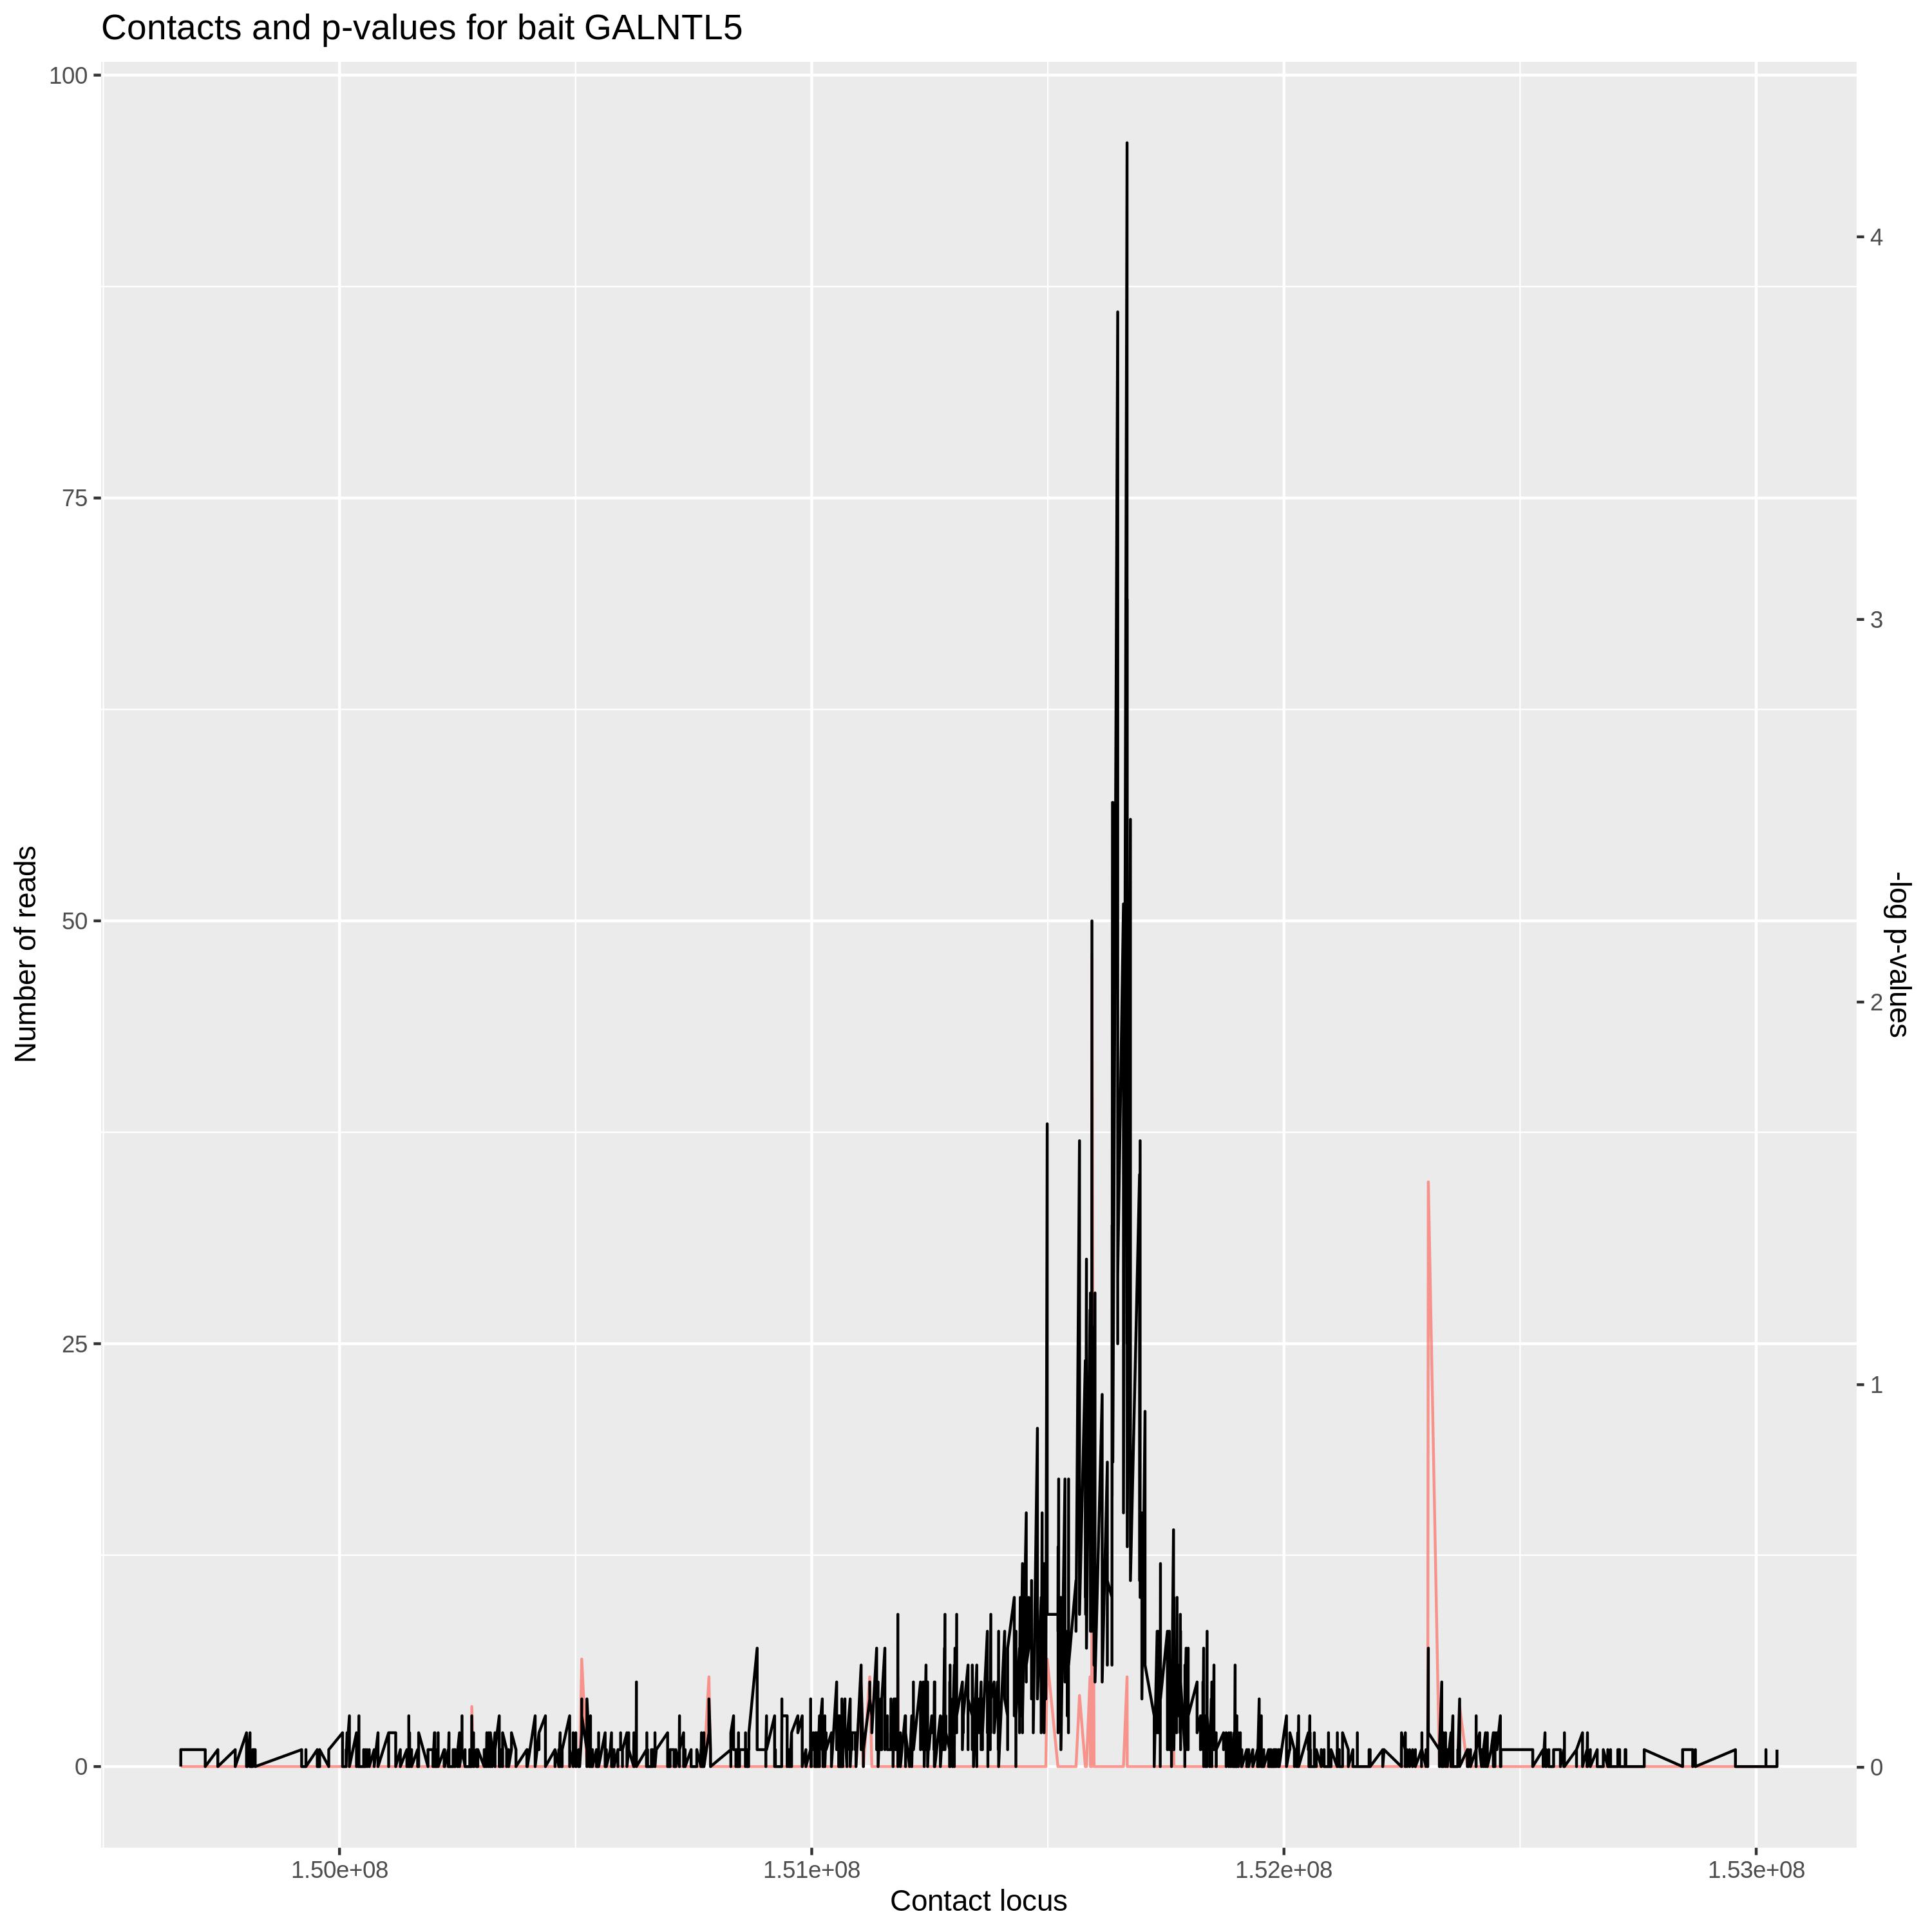 Contacts and p-values for bait GALNTL5
100
75
50
25
0
Number of reads
4
3
2
1
0
-log p-values
1.50e+08
1.51e+08
1.52e+08
1.53e+08
Contact locus